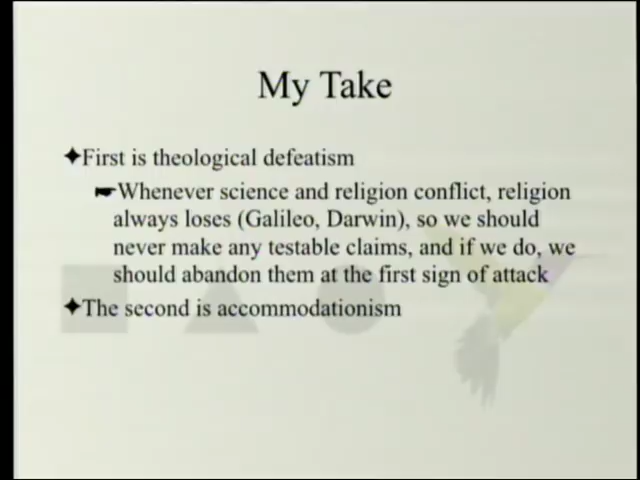 My Take
First is theological defeatism
Whenever science and religion conflict, religion
always loses (Galileo, Darwin), so we should
never make any testable claims, and if we do, we
should abandon them at the first sign of attack
The second is accommodationism